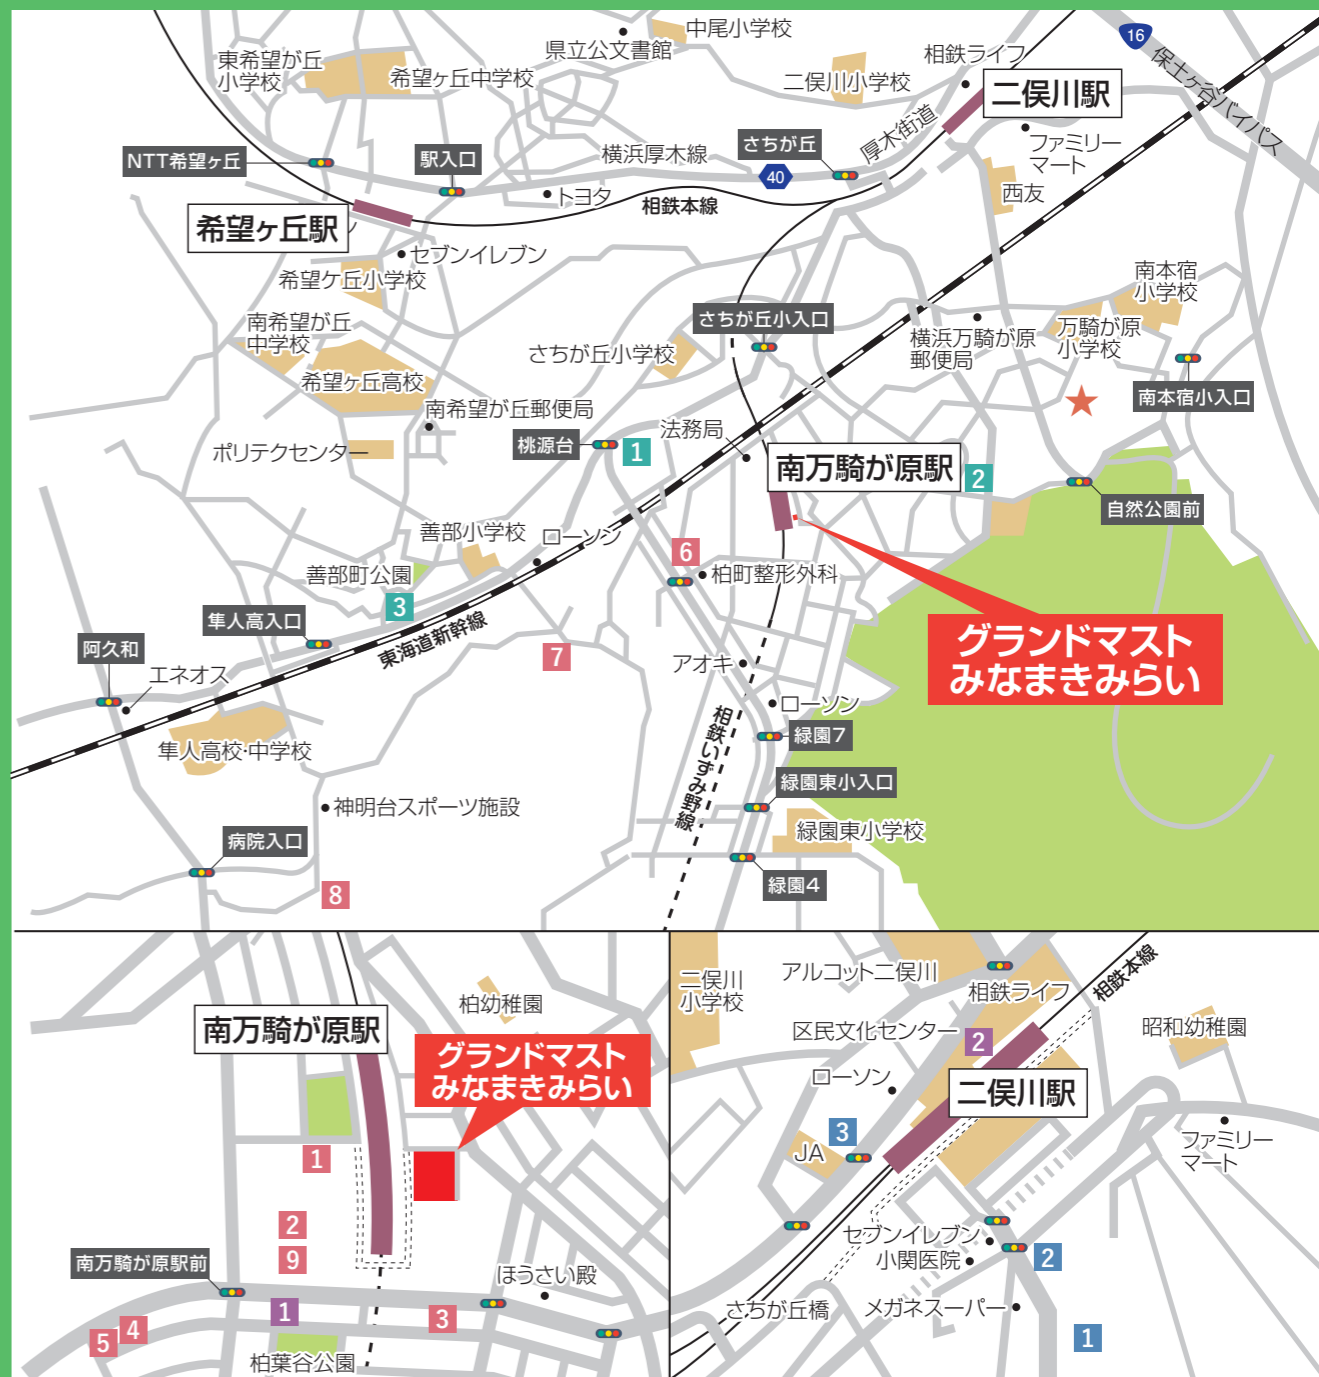 東希望が丘
小学校
希望ヶ丘中学校
県立公文書館
中尾小学校
二俣川小学校
相鉄ライフ
16
保土ヶ谷バイパス
二俣川駅
ファミリー
マート
厚木街道
NTT希望ヶ丘
駅入口
横浜厚木線
さちが丘
40
トヨタ
相鉄本線
西友
希望ヶ丘駅
セブンイレブン
希望ケ丘小学校
南本宿
小学校
南希望が丘
中学校
さちが丘小入口
横浜万騎が原
郵便局
万騎が原
小学校
さちが丘小学校
希望ヶ丘高校
南本宿小入口
南希望が丘郵便局
法務局
桃源台
1
ポリテクセンター
南万騎が原駅
2
自然公園前
善部小学校
ローソン
6
柏町整形外科
善部町公園
3
隼人高入口
東海道新幹線
グランドマスト
みなまきみらい
阿久和
7
アオキ
エネオス
ローソン
相鉄いずみ野線
緑園7
隼人高校・中学校
緑園東小入口
神明台スポーツ施設
緑園東小学校
病院入口
緑園4
8
南万騎が原駅
柏幼稚園
グランドマスト
みなまきみらい
1
2
9
南万騎が原駅前
ほうさい殿
1
3
4
5
柏葉谷公園
二俣川
小学校
アルコット二俣川
相鉄ライフ
相鉄本線
区民文化センター
2
昭和幼稚園
ローソン
二俣川駅
3
JA
ファミリー
マート
セブンイレブン
小関医院
2
さちが丘橋
メガネスーパー
1